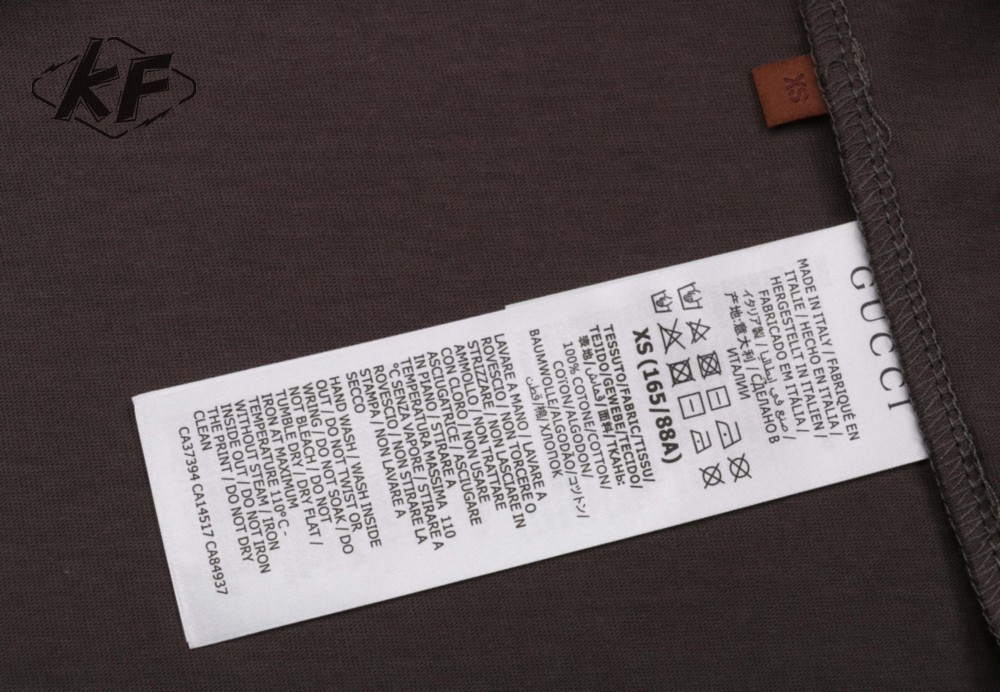 KF
XS
GUCCI
MADE IN ITALY / FABRIQUÉ EN
ITALIE / HECHO EN ITALIA /
HERGESTELLT IN ITALIEN /
FABRICADO EM ITÁLIA /
イタリア製 / صنع في إيطاليا /
产地:意大利 / СДЕЛАНО В
ИТАЛИИ
XS (165/88A)
TESSUTO/FABRIC/TISSU/
TEJIDO/GEWEBE/TECIDO/
表地/قماش/面料/ТКАНЬ:
100% COTONE/COTTON/
COTON/ALGODON/
BAUMWOLLE/ALGODÃO/コットン/
قطن/棉/ХЛОПОК
LAVARE A MANO / LAVARE A
ROVESCIO / NON TORCERE O
STRIZZARE / NON LASCIARE IN
AMMOLLO / NON TRATTARE
CON CLORO / NON USARE
ASCIUGATRICE / ASCIUGARE
IN PIANO / STIRARE A
TEMPERATURA MASSIMA 110
°C SENZA VAPORE / STIRARE A
ROVESCIO / NON STIRARE LA
STAMPA / NON LAVARE A
SECCO
HAND WASH / WASH INSIDE
OUT / DO NOT TWIST OR
WRING / DO NOT SOAK / DO
NOT BLEACH / DO NOT
TUMBLE DRY / DRY FLAT /
IRON AT MAXIMUM
TEMPERATURE 110°C -
WITHOUT STEAM / IRON
INSIDE OUT / DO NOT IRON
THE PRINT / DO NOT DRY
CLEAN
CA37394 CA14517 CA84937